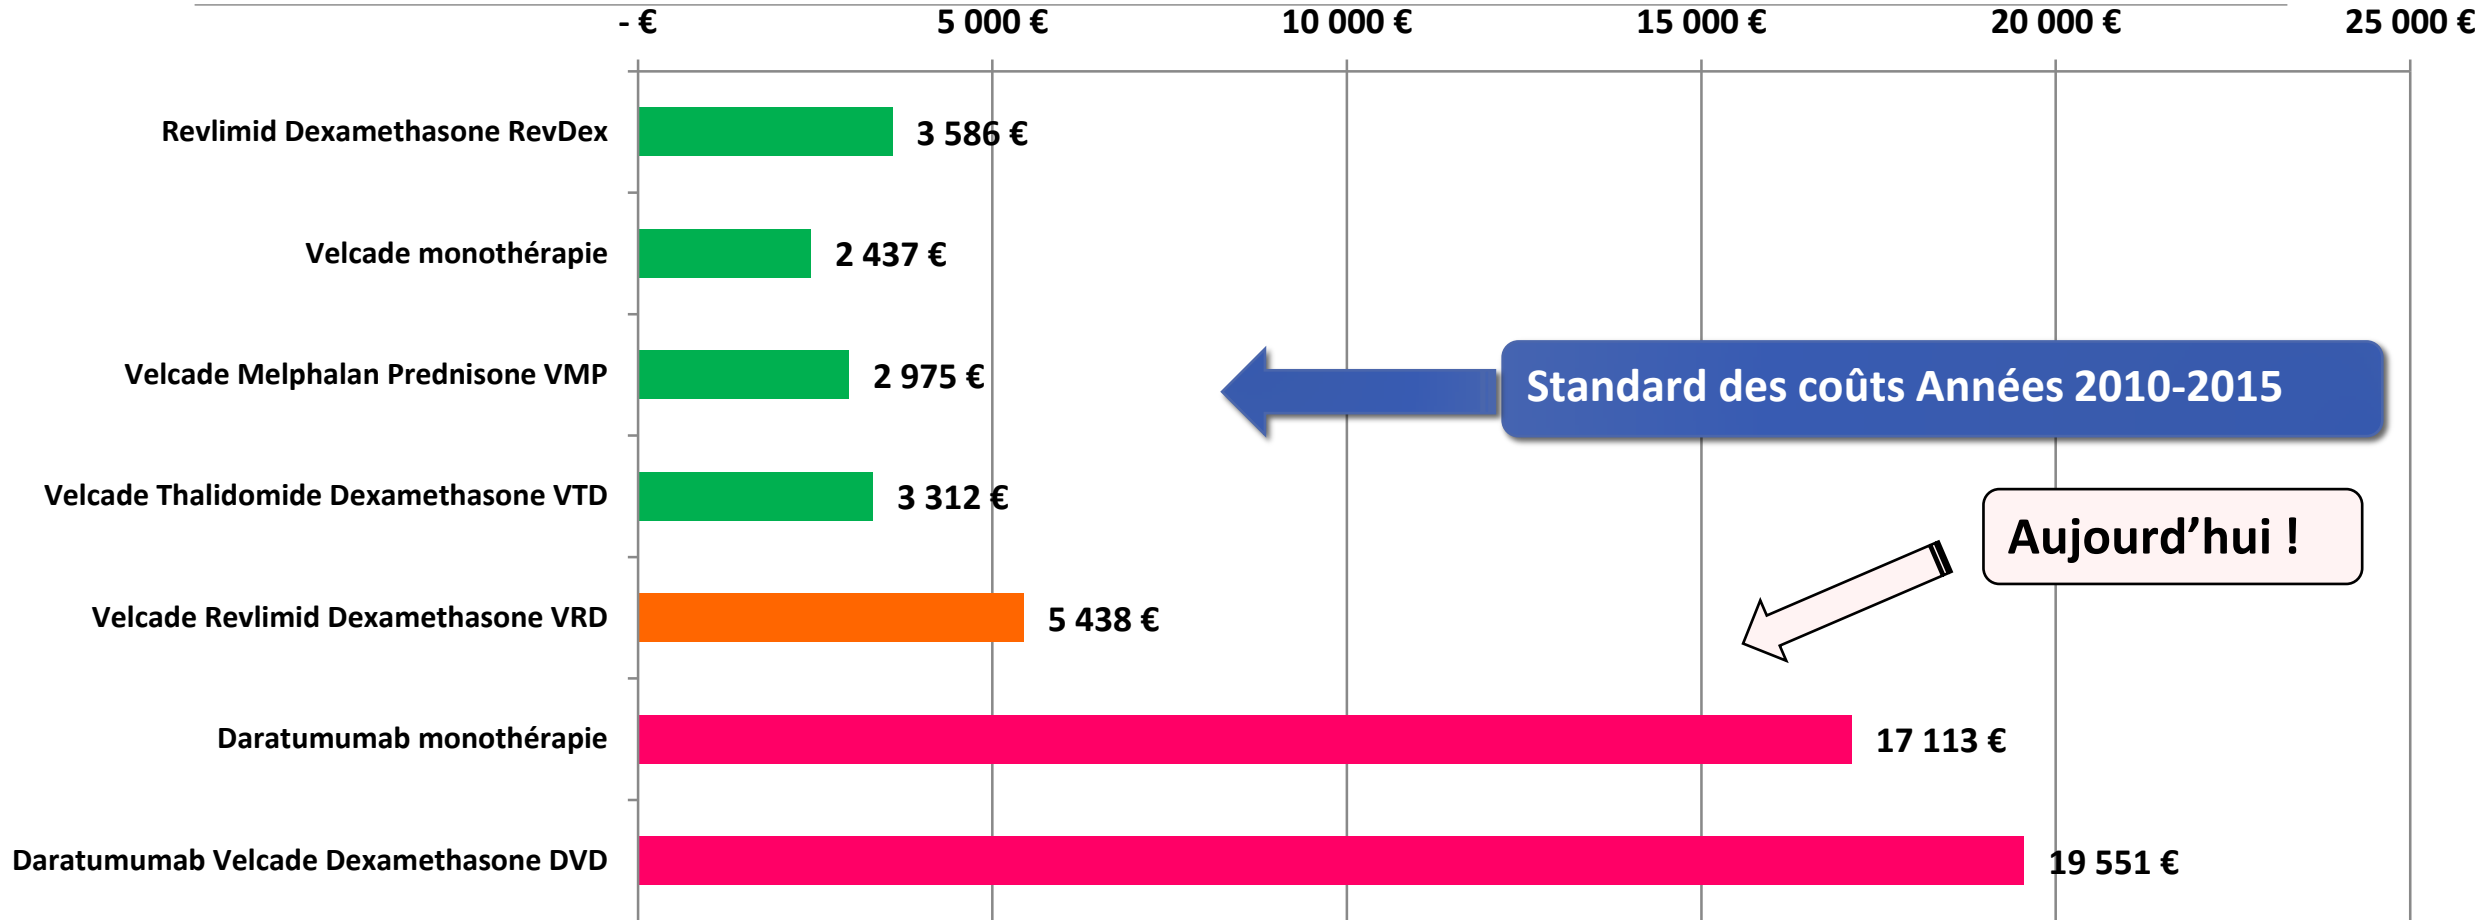 - € 5 000 € 10 000 € 15 000 € 20 000 € 25 000 €
Revlimid Dexamethasone RevDex 3 586 €
Velcade monothérapie 2 437 €
Velcade Melphalan Prednisone VMP 2 975 €
Standard des coûts Années 2010-2015
Velcade Thalidomide Dexamethasone VTD 3 312 €
Aujourd’hui !
Velcade Revlimid Dexamethasone VRD 5 438 €
Daratumumab monothérapie 17 113 €
Daratumumab Velcade Dexamethasone DVD 19 551 €